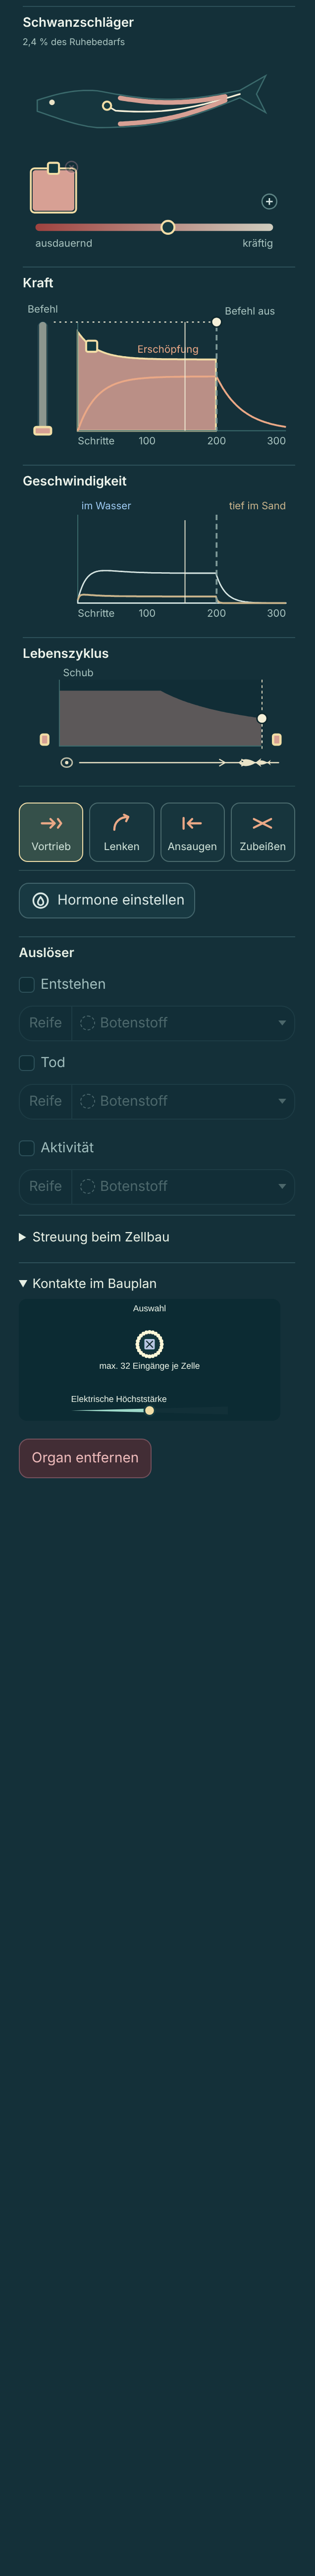 Schwanzschläger
2,4 % des Ruhebedarfs
ausdauernd
kräftig
Kraft
Befehl
Befehl aus
Erschöpfung
Schritte 100 200 300
Geschwindigkeit
im Wasser
tief im Sand
Schritte 100 200 300
Lebenszyklus
Schub
Vortrieb
Lenken
Ansaugen
Zubeißen
Hormone einstellen
Auslöser
Entstehen
Reife Botenstoff
Tod
Reife Botenstoff
Aktivität
Reife Botenstoff
Streuung beim Zellbau
Kontakte im Bauplan
Auswahl
max. 32 Eingänge je Zelle
Elektrische Höchststärke
Organ entfernen